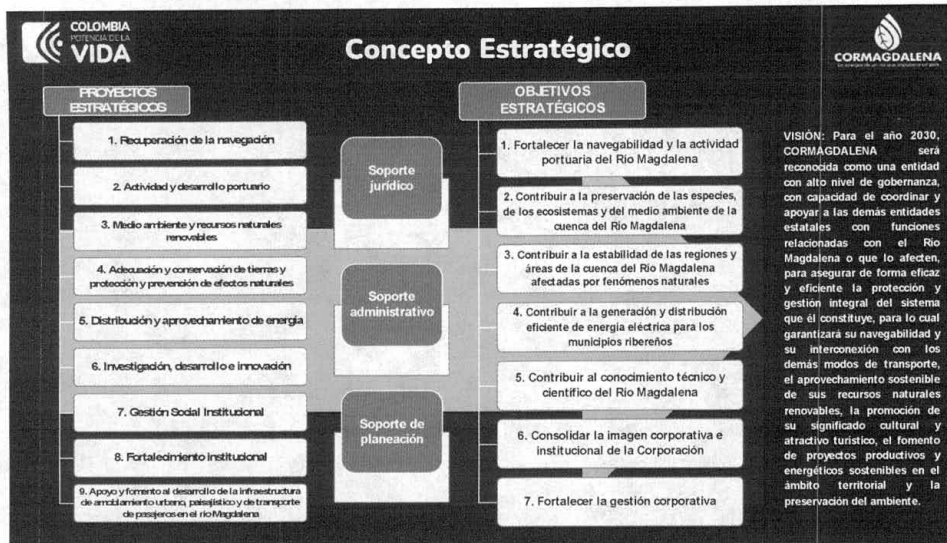 COLOMBIA
POTENCIA DE LA
VIDA
Concepto Estratégico
CORMAGDALENA
PROYECTOS
ESTRATÉGICOS
1. Recuperación de la navegación
2. Actividad y desarrollo portuario
3. Medio ambiente y recursos naturales
renovables
4. Adecuación y conservación de tierras y
protección y prevención de efectos naturales
5. Distribución y aprovechamiento de energía
6. Investigación, desarrollo e innovación
7. Gestión Social Institucional
8. Fortalecimiento institucional
9. Apoyo y fomento al desarrollo de la infraestructura
de amoblamiento urbano, paisajístico y de transporte
de pasajeros en el río Magdalena
Soporte
jurídico
Soporte
administrativo
Soporte de
planeación
OBJETIVOS
ESTRATÉGICOS
1. Fortalecer la navegabilidad y la actividad
portuaria del Río Magdalena
2. Contribuir a la preservación de las especies,
de los ecosistemas y del medio ambiente de la
cuenca del Río Magdalena
3. Contribuir a la estabilidad de las regiones y
áreas de la cuenca del Río Magdalena
afectadas por fenómenos naturales
4. Contribuir a la generación y distribución
eficiente de energía eléctrica para los
municipios ribereños
5. Contribuir al conocimiento técnico y
científico del Río Magdalena
6. Consolidar la imagen corporativa e
institucional de la Corporación
7. Fortalecer la gestión corporativa
VISIÓN: Para el año 2030,
CORMAGDALENA será
reconocida como una entidad
con alto nivel de gobernanza,
con capacidad de coordinar y
apoyar a las demás entidades
estatales con funciones
relacionadas con el Río
Magdalena o que lo afecten,
para asegurar de forma eficaz
y eficiente la protección y
gestión integral del sistema
que él constituye, para lo cual
garantizará su navegabilidad y
su interconexión con los
demás modos de transporte,
el aprovechamiento sostenible
de sus recursos naturales
renovables, la promoción de
su significado cultural y
atractivo turístico, el fomento
de proyectos productivos y
energéticos sostenibles en el
ámbito territorial y la
preservación del ambiente.